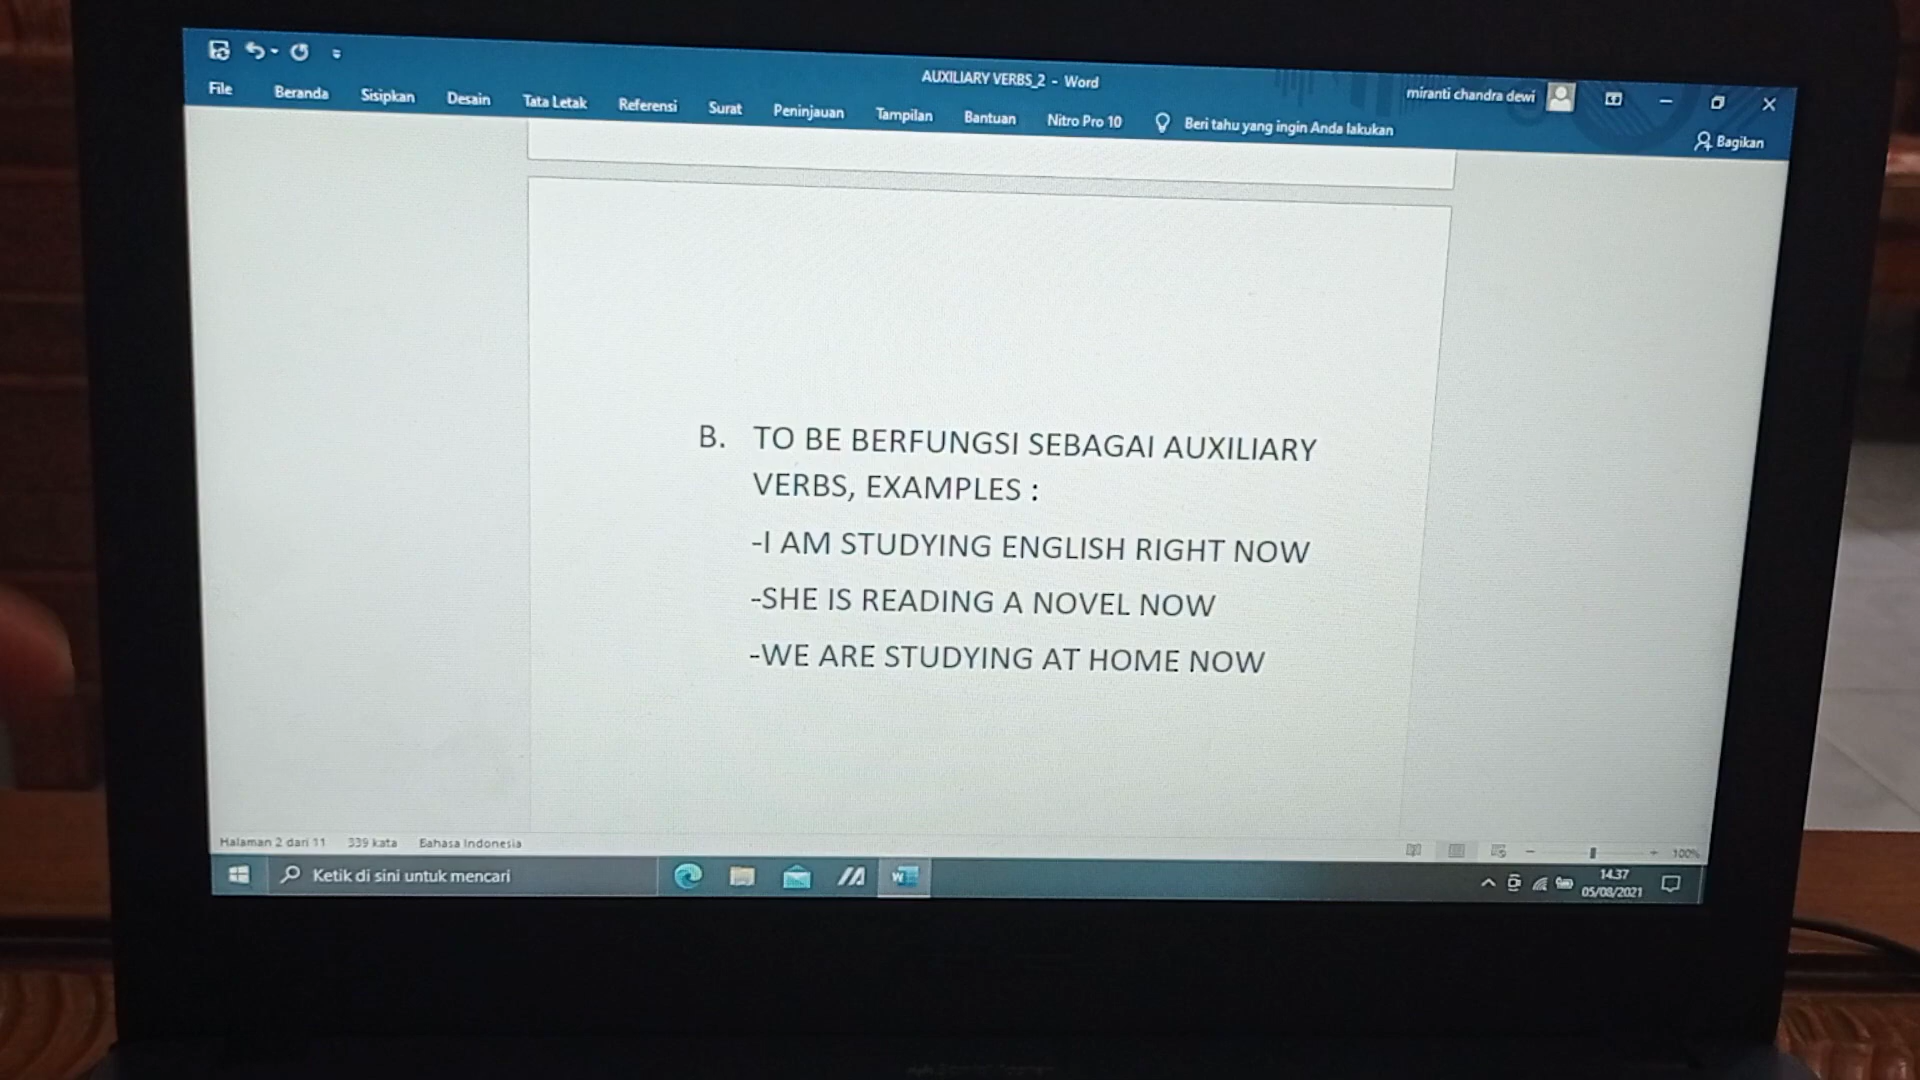 AUXILIARY VERBS_2 - Word
miranti chandra dewi
File Beranda Sisipkan Desain Tata Letak Referensi Surat Peninjauan Tampilan Bantuan Nitro Pro 10 Beri tahu yang ingin Anda lakukan
Bagikan
B. TO BE BERFUNGSI SEBAGAI AUXILIARY
VERBS, EXAMPLES :
-I AM STUDYING ENGLISH RIGHT NOW
-SHE IS READING A NOVEL NOW
-WE ARE STUDYING AT HOME NOW
Halaman 2 dari 11 339 kata Bahasa Indonesia
100%
Ketik di sini untuk mencari
14.37
05/08/2021